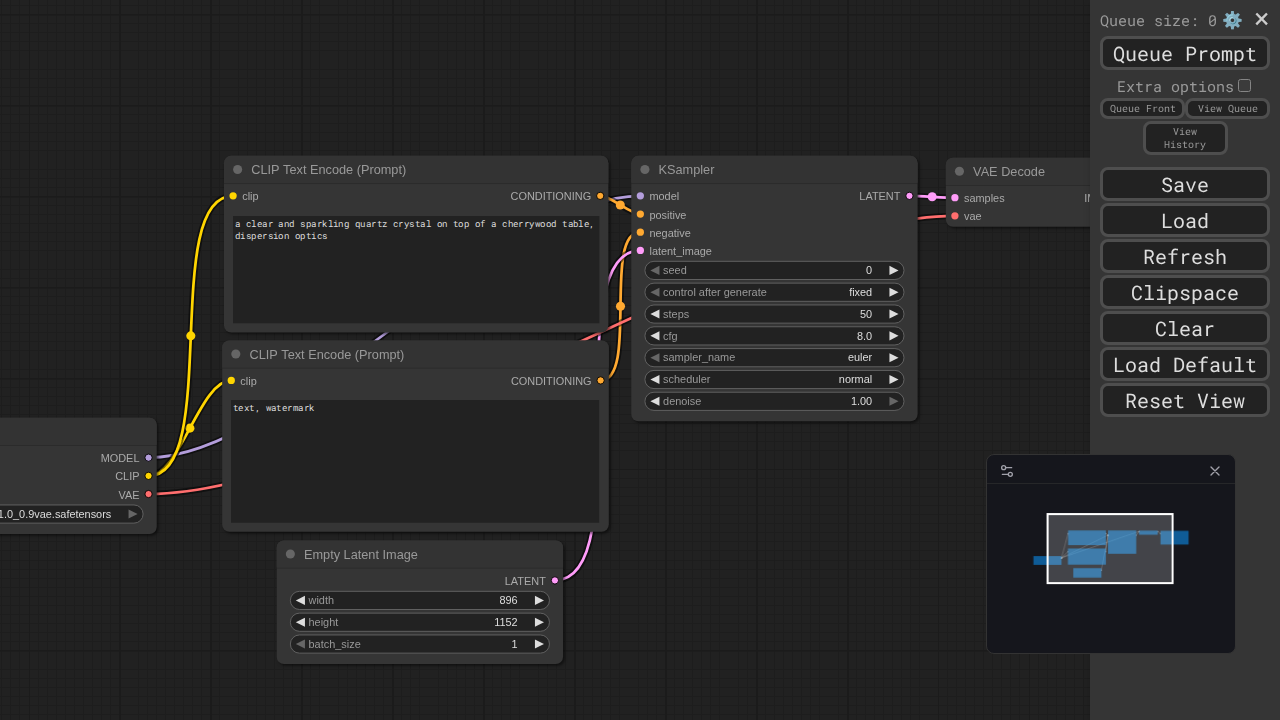 Queue size: 0
Queue Prompt
Extra options
Queue Front
View Queue
View
History
Save
Load
Refresh
Clipspace
Clear
Load Default
Reset View
CLIP Text Encode (Prompt)
clip
CONDITIONING
a clear and sparkling quartz crystal on top of a cherrywood table,
dispersion optics
CLIP Text Encode (Prompt)
clip
CONDITIONING
text, watermark
MODEL
CLIP
VAE
1.0_0.9vae.safetensors
Empty Latent Image
LATENT
width 896
height 1152
batch_size 1
KSampler
model LATENT
positive
negative
latent_image
seed 0
control after generate fixed
steps 50
cfg 8.0
sampler_name euler
scheduler normal
denoise 1.00
VAE Decode
samples
vae